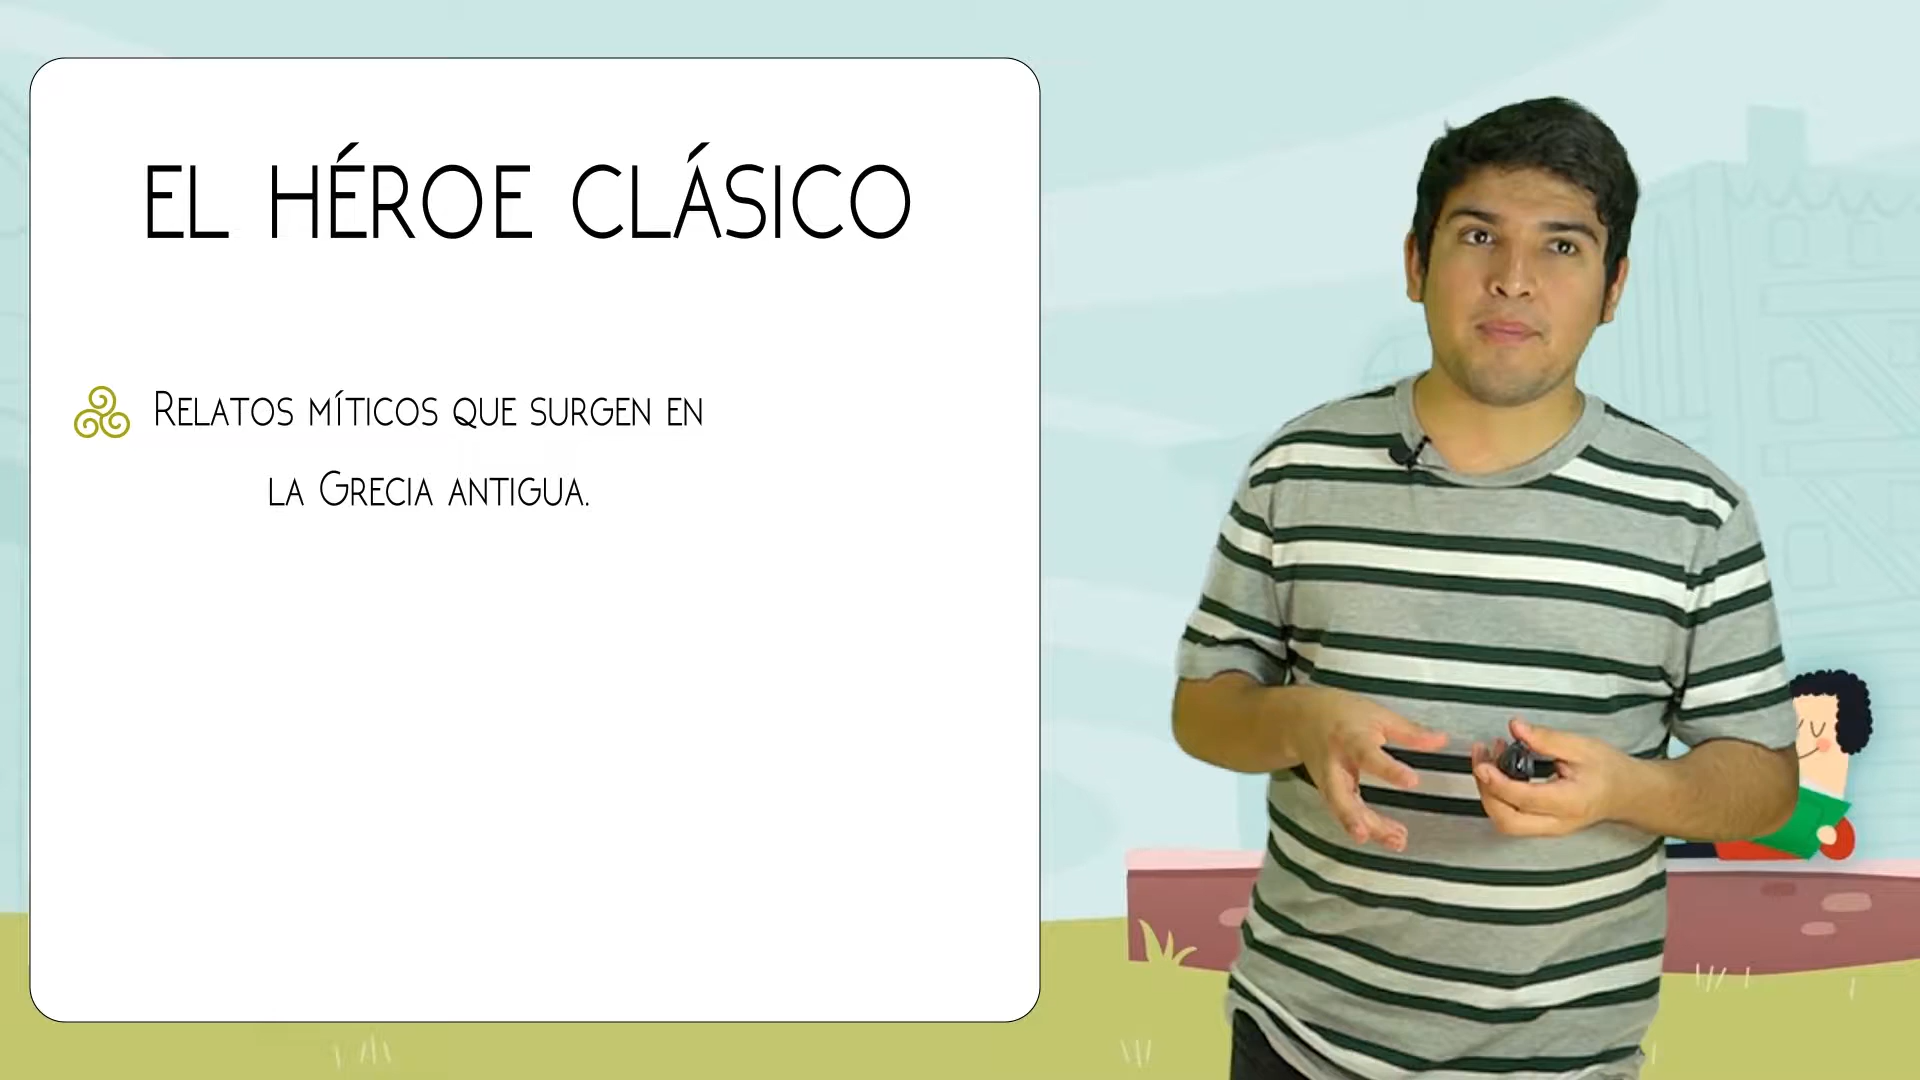 EL HÉROE CLÁSICO
RELATOS MÍTICOS QUE SURGEN EN
LA GRECIA ANTIGUA.